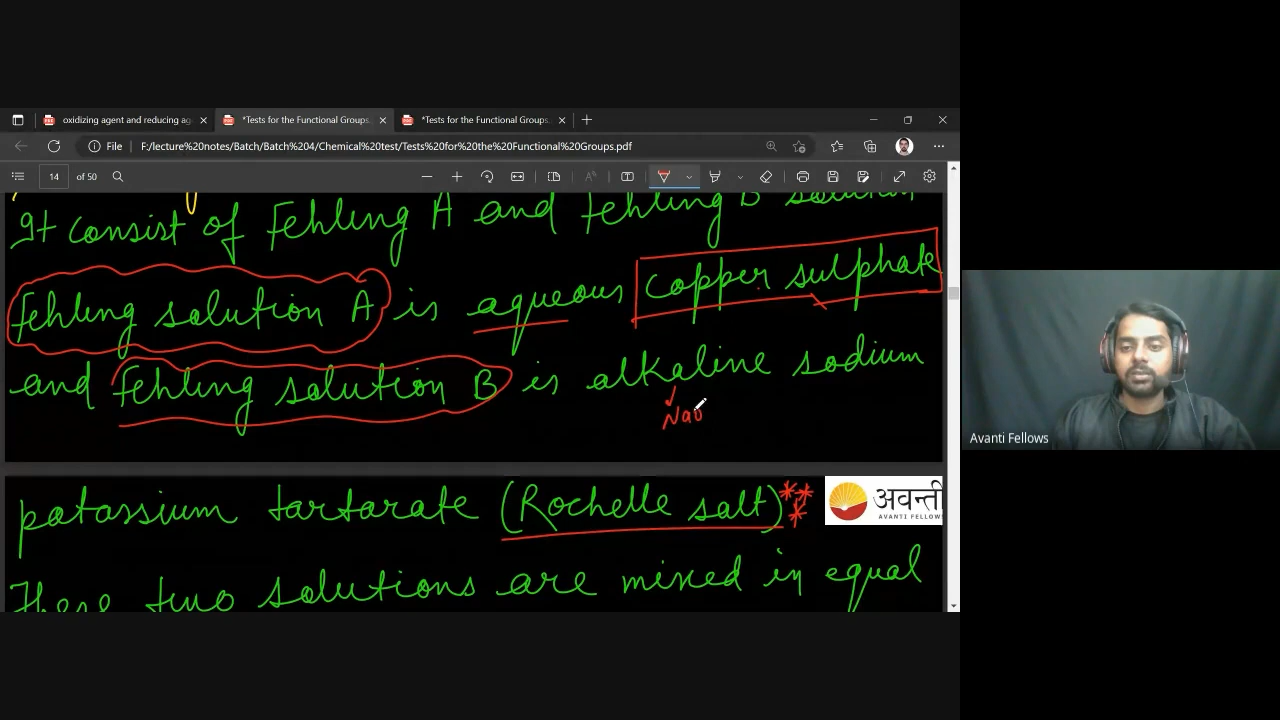 oxidizing agent and reducing ag
*Tests for the Functional Groups.
*Tests for the Functional Groups.
File
F:/lecture%20notes/Batch/Batch%204/Chemical%20test/Tests%20for%20the%20Functional%20Groups.pdf
14 of 50
It consist of Fehling A and Fehling B solution
Fehling solution A is aqueous copper sulphate
and Fehling solution B is alkaline sodium
Nao
potassium tartarate (Rochelle salt)***
अवन्ती
AVANTI FELLOW
These two solutions are mixed in equal
Avanti Fellows